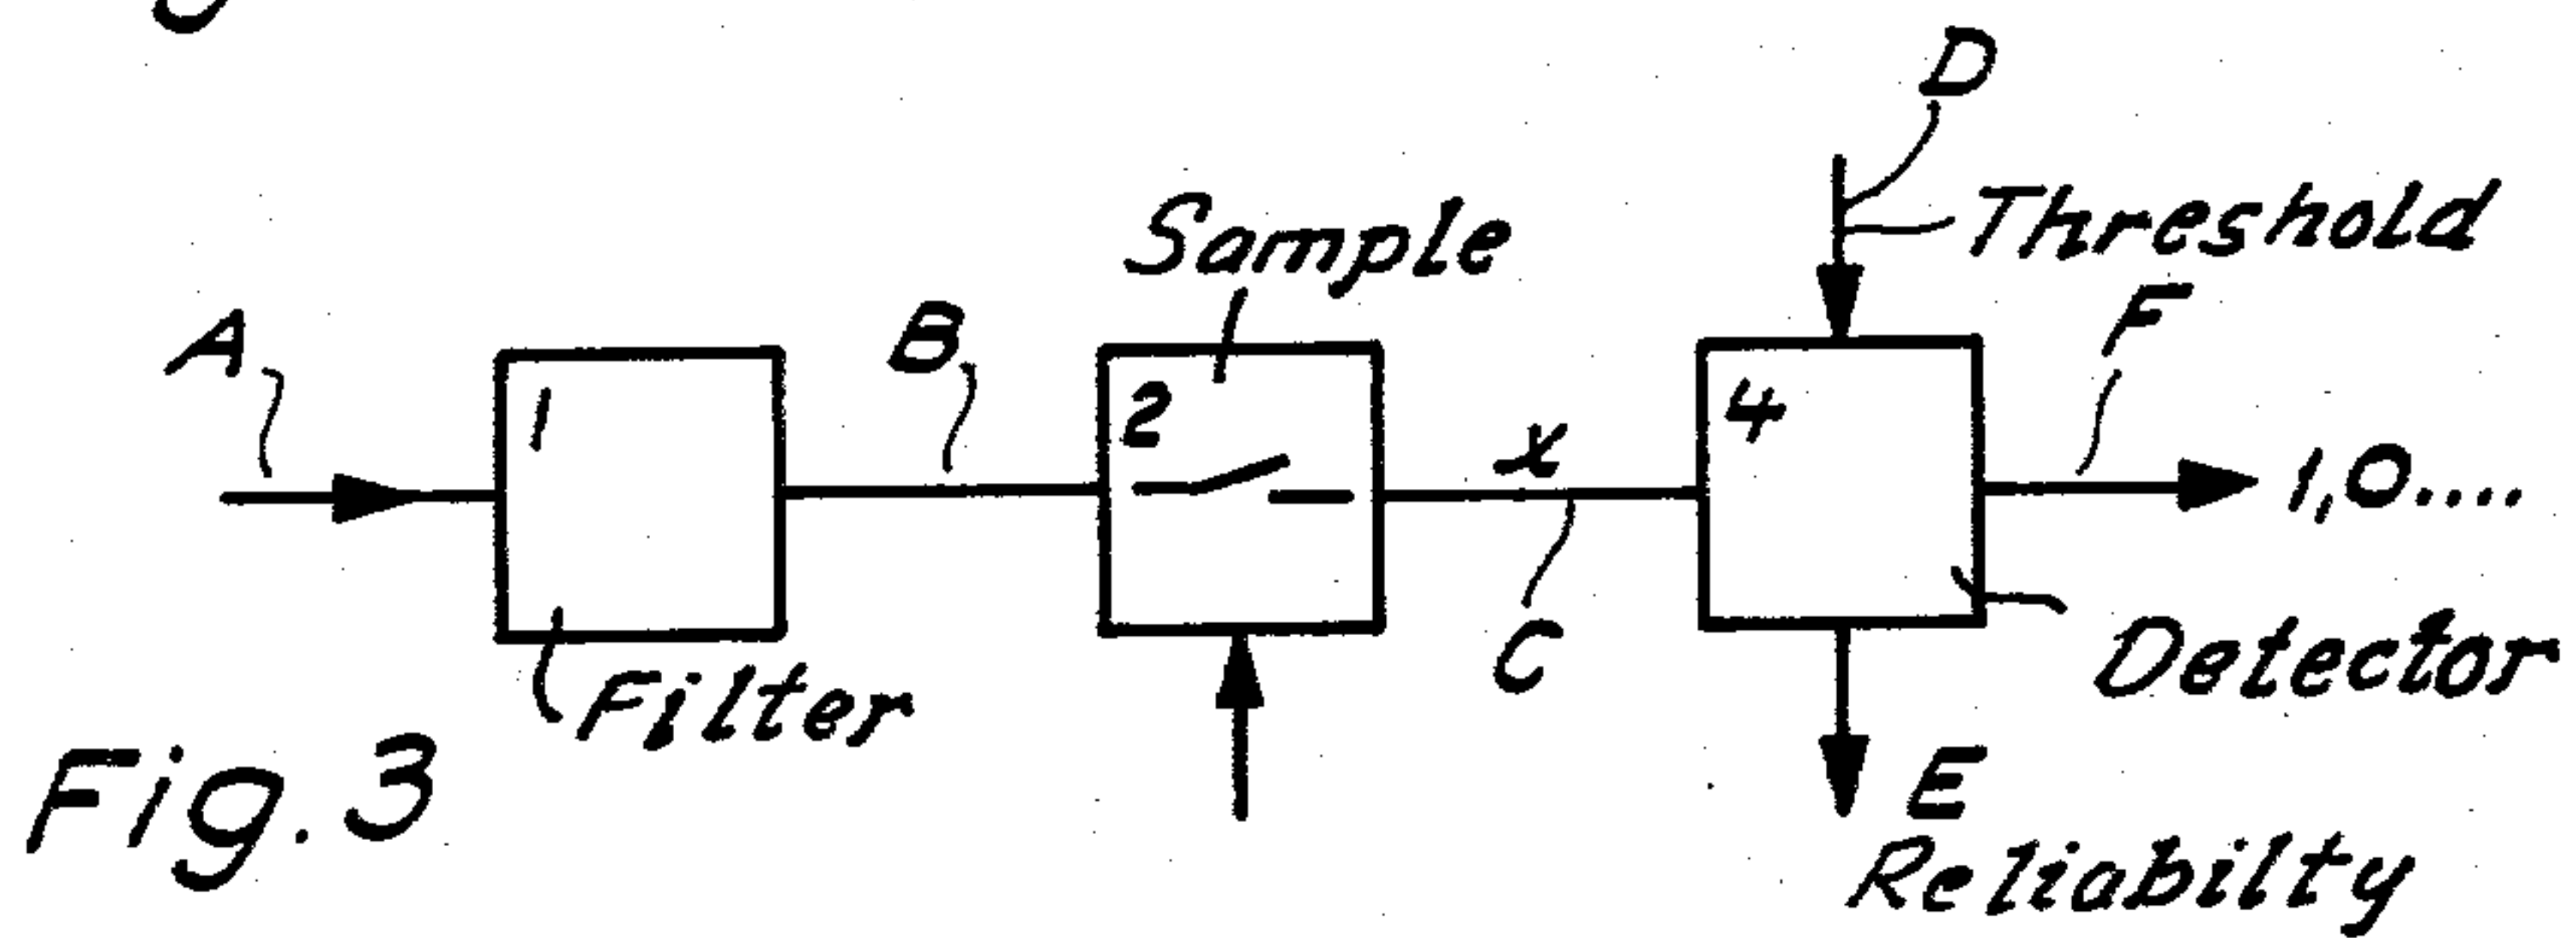 D
Threshold
Sample
A
B
F
1
2
4
x
1,0....
C
Filter
Detector
Fig. 3
E
Reliabilty